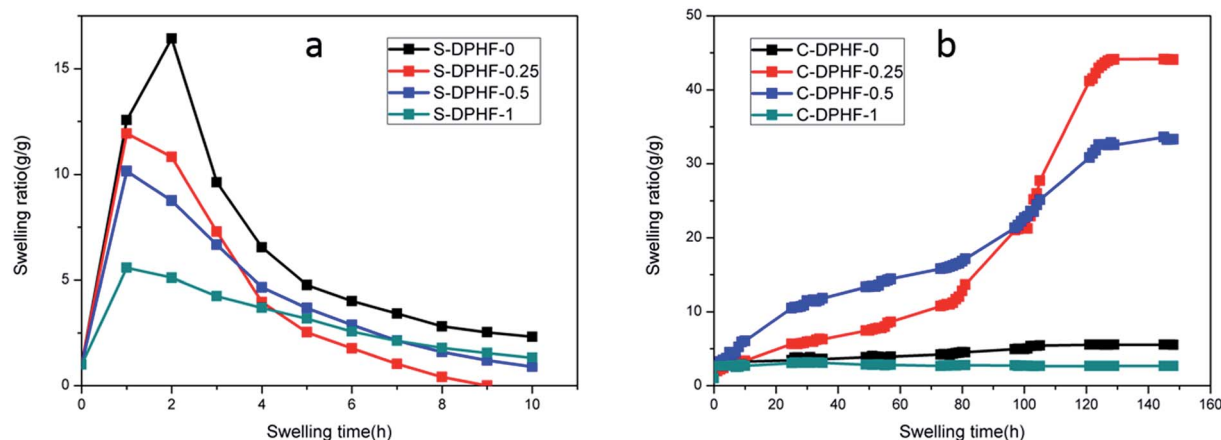 a
S-DPHF-0
S-DPHF-0.25
S-DPHF-0.5
S-DPHF-1
Swelling ratio(g/g)
15
10
5
0
0 2 4 6 8 10
Swelling time(h)
b
C-DPHF-0
C-DPHF-0.25
C-DPHF-0.5
C-DPHF-1
Swelling ratio(g/g)
50
40
30
20
10
0
0 20 40 60 80 100 120 140 160
Swelling time(h)